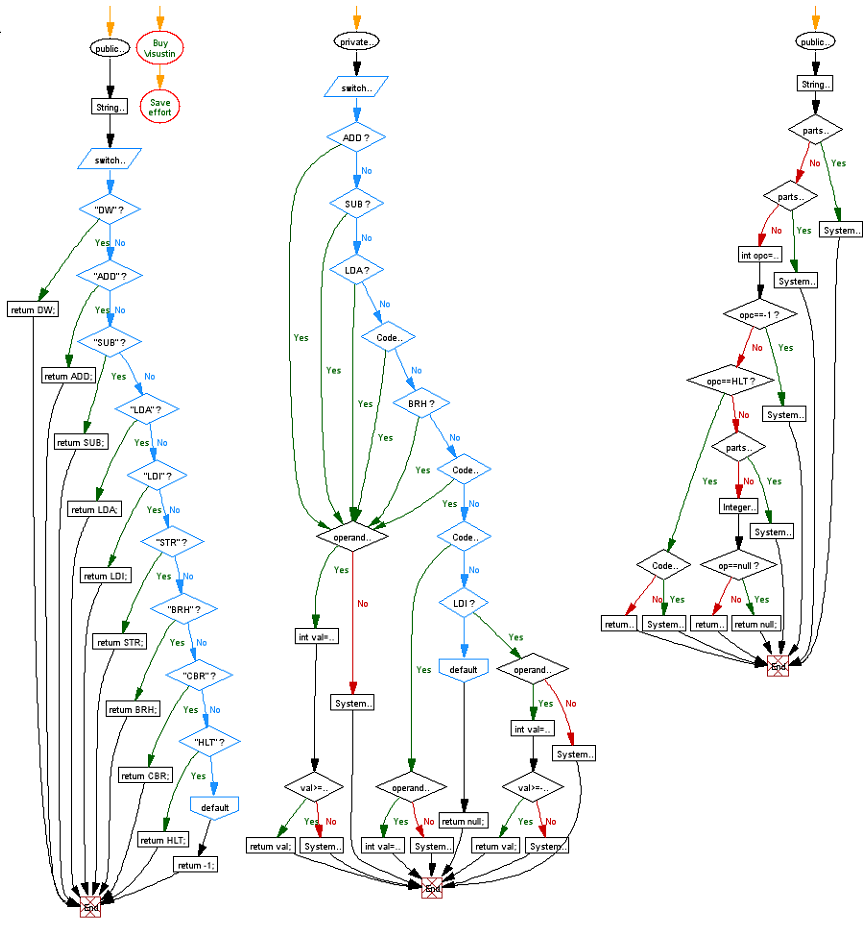 public..
Buy
Visustin
String..
Save
effort
switch..
"DW" ?
Yes
No
"ADD" ?
return DW;
Yes
No
"SUB" ?
return ADD;
Yes
No
"LDA" ?
return SUB;
Yes
No
"LDI" ?
return LDA;
Yes
No
"STR" ?
return LDI;
Yes
No
"BRH" ?
return STR;
Yes
No
"CBR" ?
return BRH;
Yes
No
"HLT" ?
return CBR;
Yes
default
return HLT;
return -1;
End
private..
switch..
ADD ?
No
SUB ?
No
LDA ?
No
Yes
Code..
Yes
No
Yes
BRH ?
Yes
No
Yes
Code..
No
operand..
Code..
Yes
No
No
LDI ?
int val=..
Yes
Yes
default
operand..
System..
Yes
No
int val=..
System..
val>=..
operand..
val>=-..
Yes
No
Yes
No
return null;
Yes
No
return val;
System..
int val=..
System..
return val;
System..
End
public..
String..
parts..
No
Yes
parts..
No
Yes
System..
int opc=..
System..
opc==-1 ?
No
Yes
opc==HLT ?
System..
No
parts..
Yes
No
Yes
Integer..
System..
Code..
op==null ?
No
Yes
No
Yes
return..
System..
return..
return null;
End